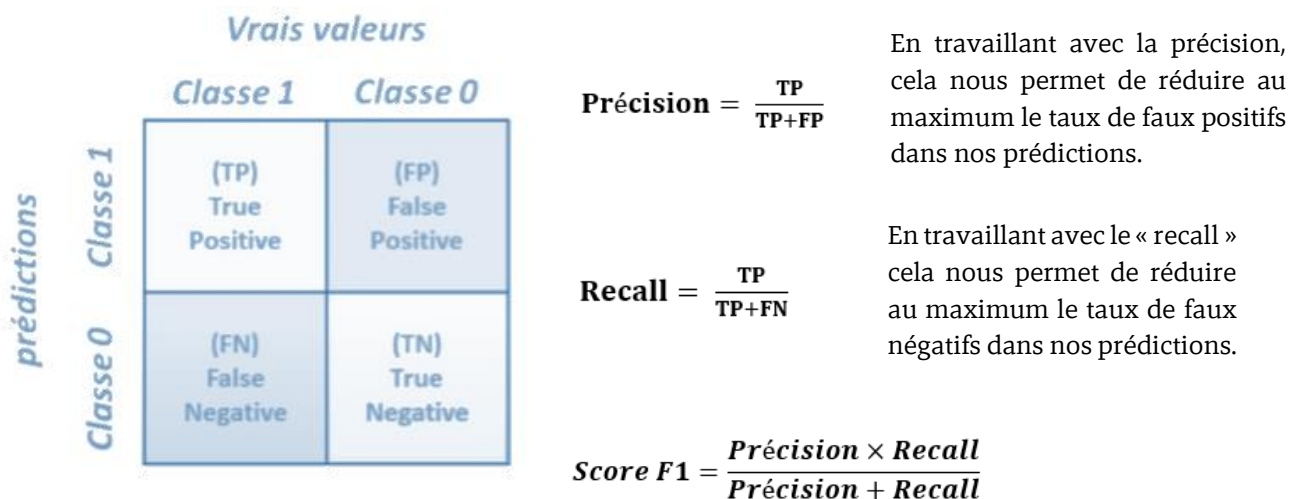 Vrais valeurs
Classe 1 Classe 0
prédictions
Classe 1
(TP)
True
Positive
(FP)
False
Positive
Classe 0
(FN)
False
Negative
(TN)
True
Negative
Précision = TP / TP+FP
En travaillant avec la précision,
cela nous permet de réduire au
maximum le taux de faux positifs
dans nos prédictions.
Recall = TP / TP+FN
En travaillant avec le « recall »
cela nous permet de réduire
au maximum le taux de faux
négatifs dans nos prédictions.
Score F1 = Précision × Recall / Précision + Recall